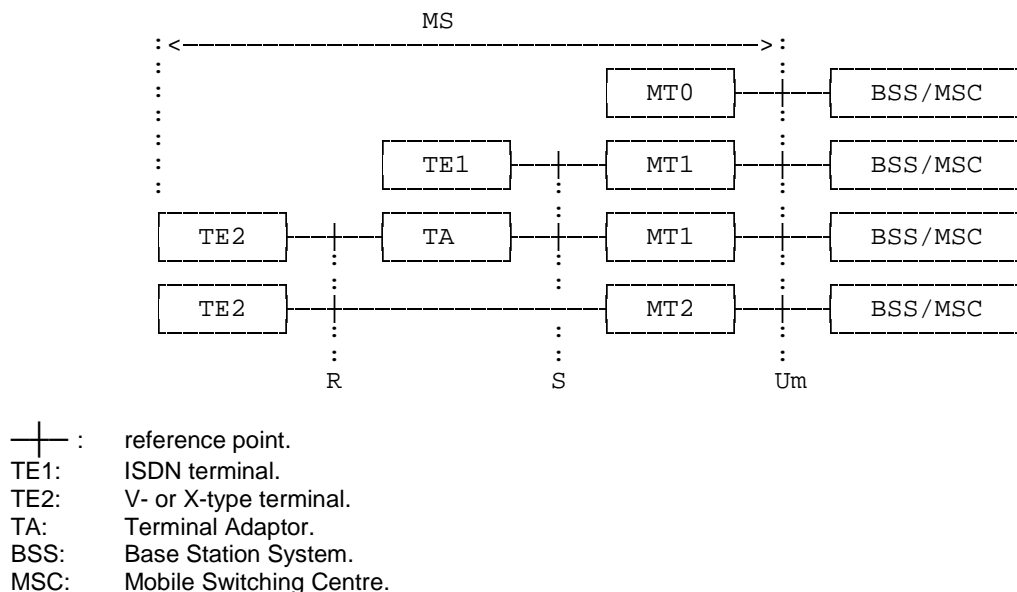 MS
MT0 BSS/MSC
TE1 MT1 BSS/MSC
TE2 TA MT1 BSS/MSC
TE2 MT2 BSS/MSC
R S Um
: reference point.
TE1: ISDN terminal.
TE2: V- or X-type terminal.
TA: Terminal Adaptor.
BSS: Base Station System.
MSC: Mobile Switching Centre.